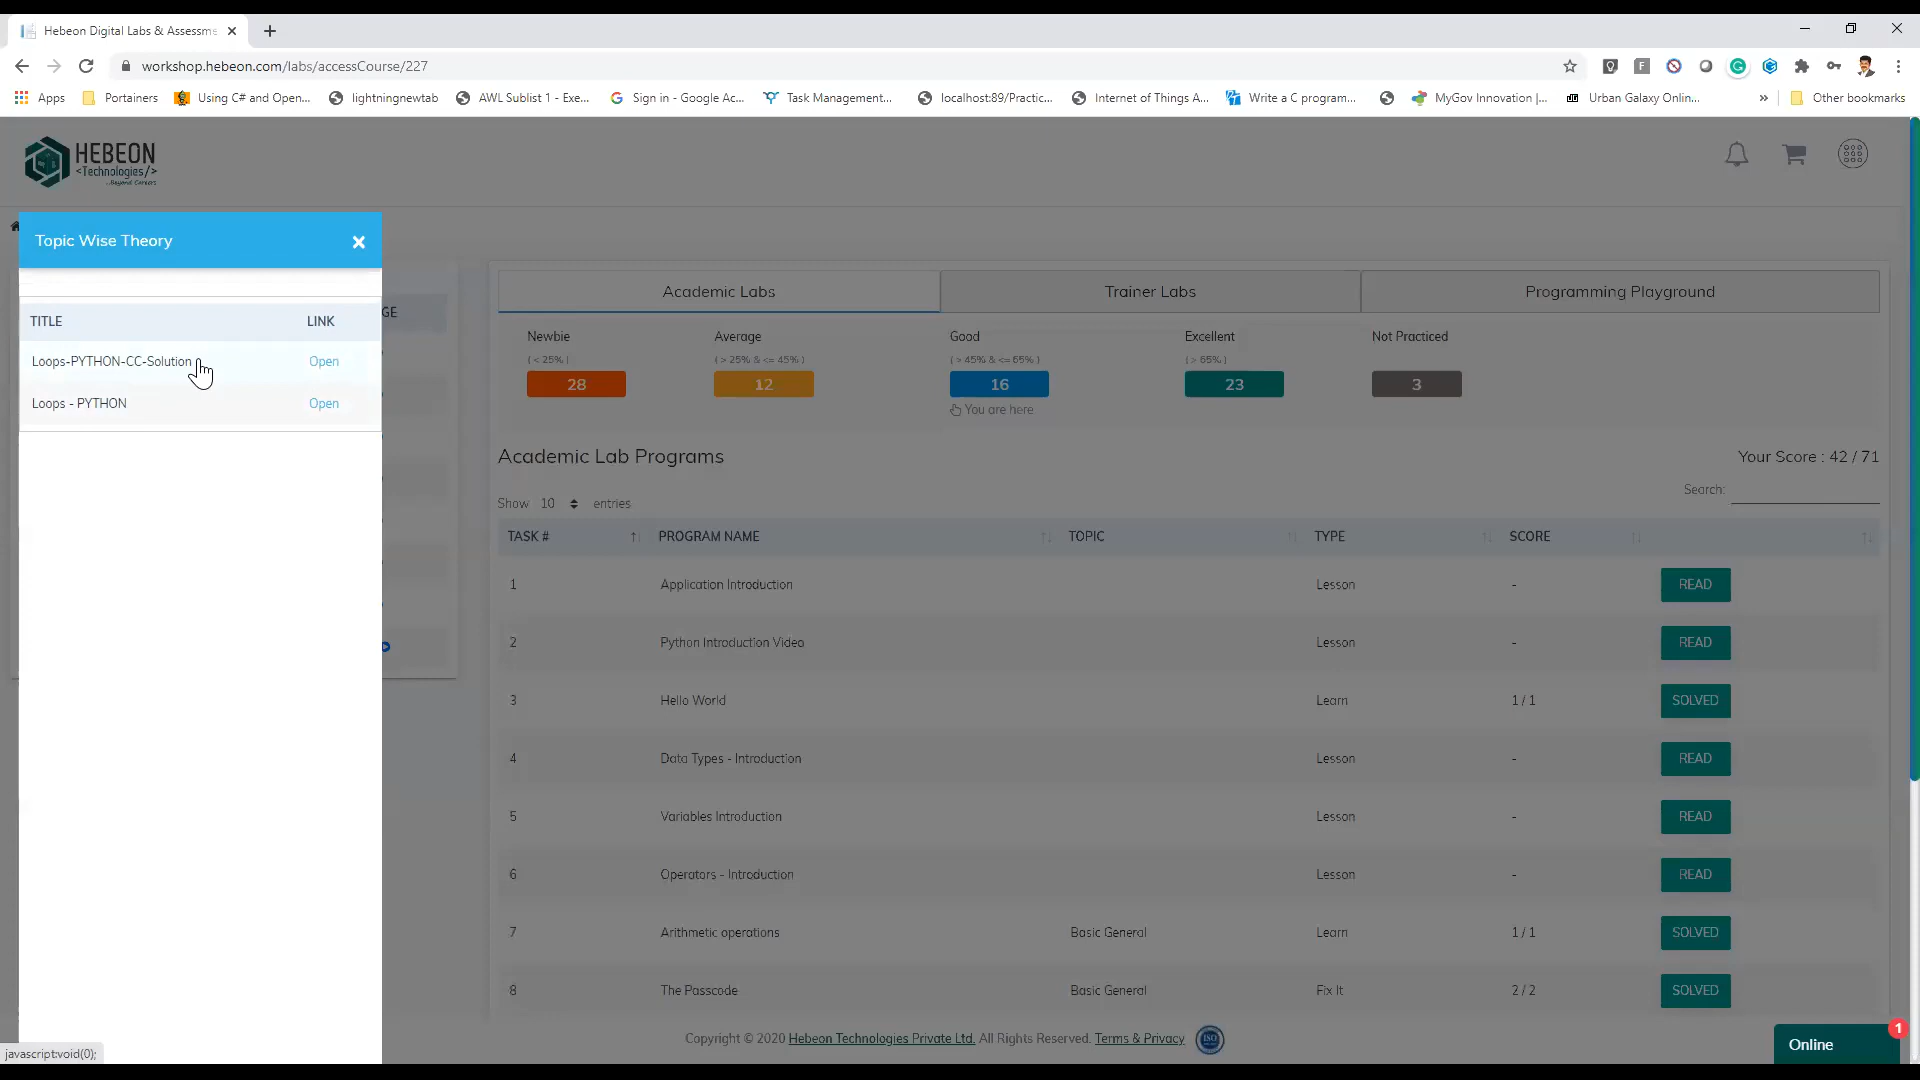 Hebeon Digital Labs & Assessme
workshop.hebeon.com/labs/accessCourse/227
Apps
Portainers
Using C# and Open...
lightningnewtab
AWL Sublist 1 - Exe...
Sign in - Google Ac...
Task Management...
localhost:89/Practic...
Internet of Things A...
Write a C program...
MyGov Innovation |...
Urban Galaxy Onlin...
Other bookmarks
HEBEON
<Technologies/>
...Beyond Careers
Topic Wise Theory
TITLE LINK
Loops-PYTHON-CC-Solution Open
Loops - PYTHON Open
GE
Academic Labs Trainer Labs Programming Playground
Newbie Average Good Excellent Not Practiced
( < 25% ) ( > 25% & <= 45% ) ( > 45% & <= 65% ) ( > 65% )
28 12 16 23 3
You are here
Academic Lab Programs Your Score : 42 / 71
Show 10 entries Search:
TASK # PROGRAM NAME TOPIC TYPE SCORE
1 Application Introduction Lesson - READ
2 Python Introduction Video Lesson - READ
3 Hello World Learn 1 / 1 SOLVED
4 Data Types - Introduction Lesson - READ
5 Variables Introduction Lesson - READ
6 Operators - Introduction Lesson - READ
7 Arithmetic operations Basic General Learn 1 / 1 SOLVED
8 The Passcode Basic General Fix It 2 / 2 SOLVED
Copyright © 2020 Hebeon Technologies Private Ltd. All Rights Reserved. Terms & Privacy
ISO
Online 1
javascript:void(0);